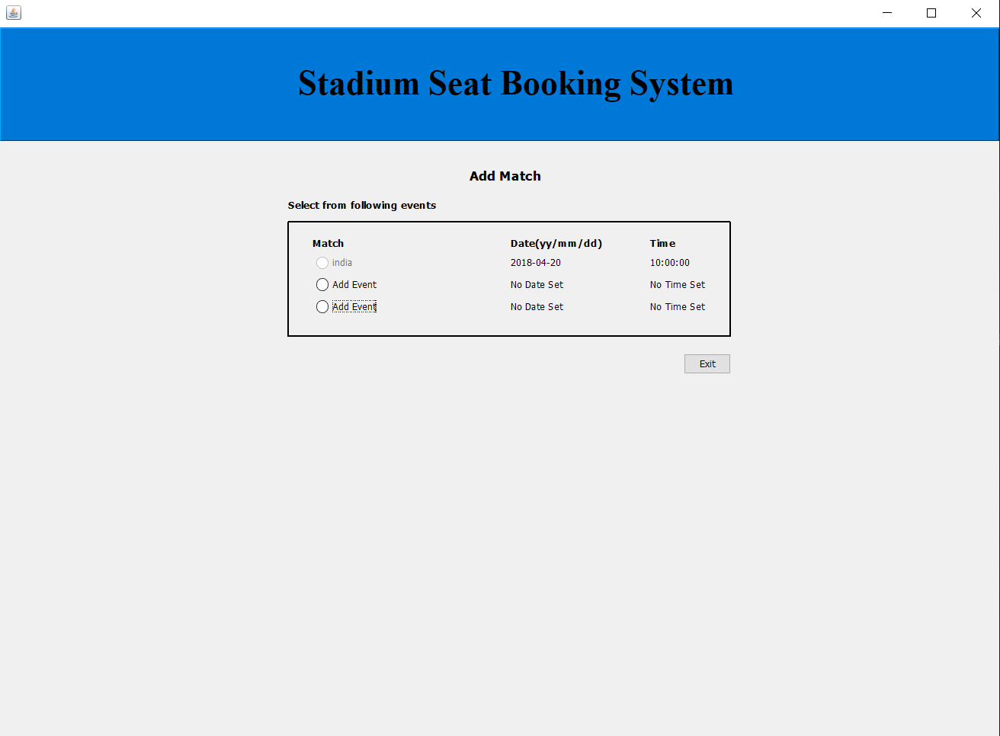 Stadium Seat Booking System
Add Match
Select from following events
Match Date(yy/mm/dd) Time
india 2018-04-20 10:00:00
Add Event No Date Set No Time Set
Add Event No Date Set No Time Set
Exit